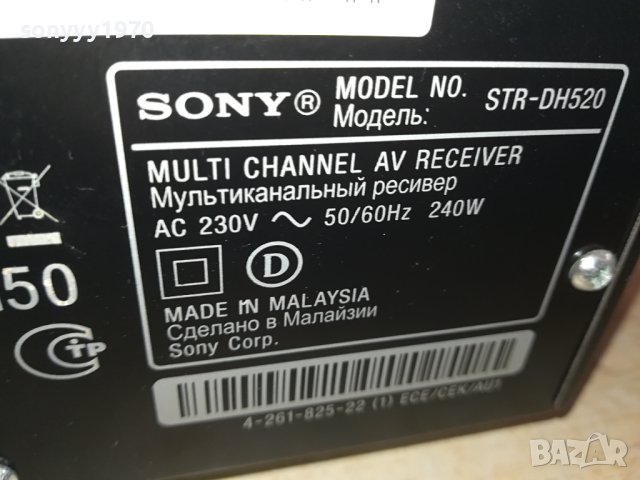 sonyyy1970
SONY® MODEL NO. STR-DH520
Модель:
MULTI CHANNEL AV RECEIVER
Мультиканальный ресивер
AC 230V ~ 50/60Hz 240W
D
MADE IN MALAYSIA
Сделано в Малайзии
Sony Corp.
150
СТР
4-261-825-22 (1) ECE/CEK/AU1
BAZAR
bg